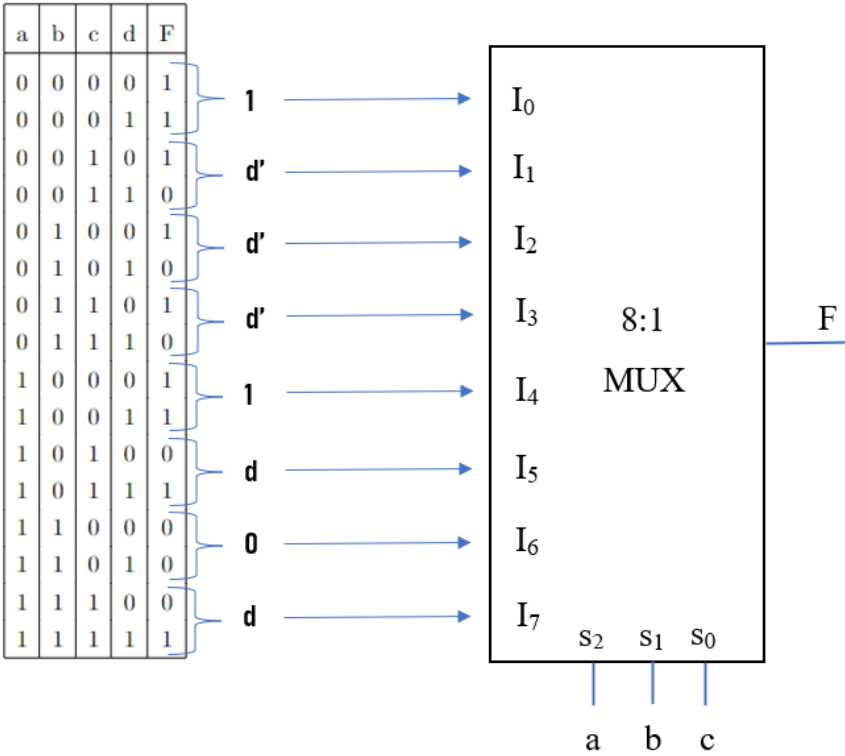 a b c d F
0 0 0 0 1
0 0 0 1 1
0 0 1 0 1
0 0 1 1 0
0 1 0 0 1
0 1 0 1 0
0 1 1 0 1
0 1 1 1 0
1 0 0 0 1
1 0 0 1 1
1 0 1 0 0
1 0 1 1 1
1 1 0 0 0
1 1 0 1 0
1 1 1 0 0
1 1 1 1 1
1
d'
d'
d'
1
d
0
d
I₀
I₁
I₂
I₃
I₄
I₅
I₆
I₇
8:1
MUX
F
s₂ s₁ s₀
a b c